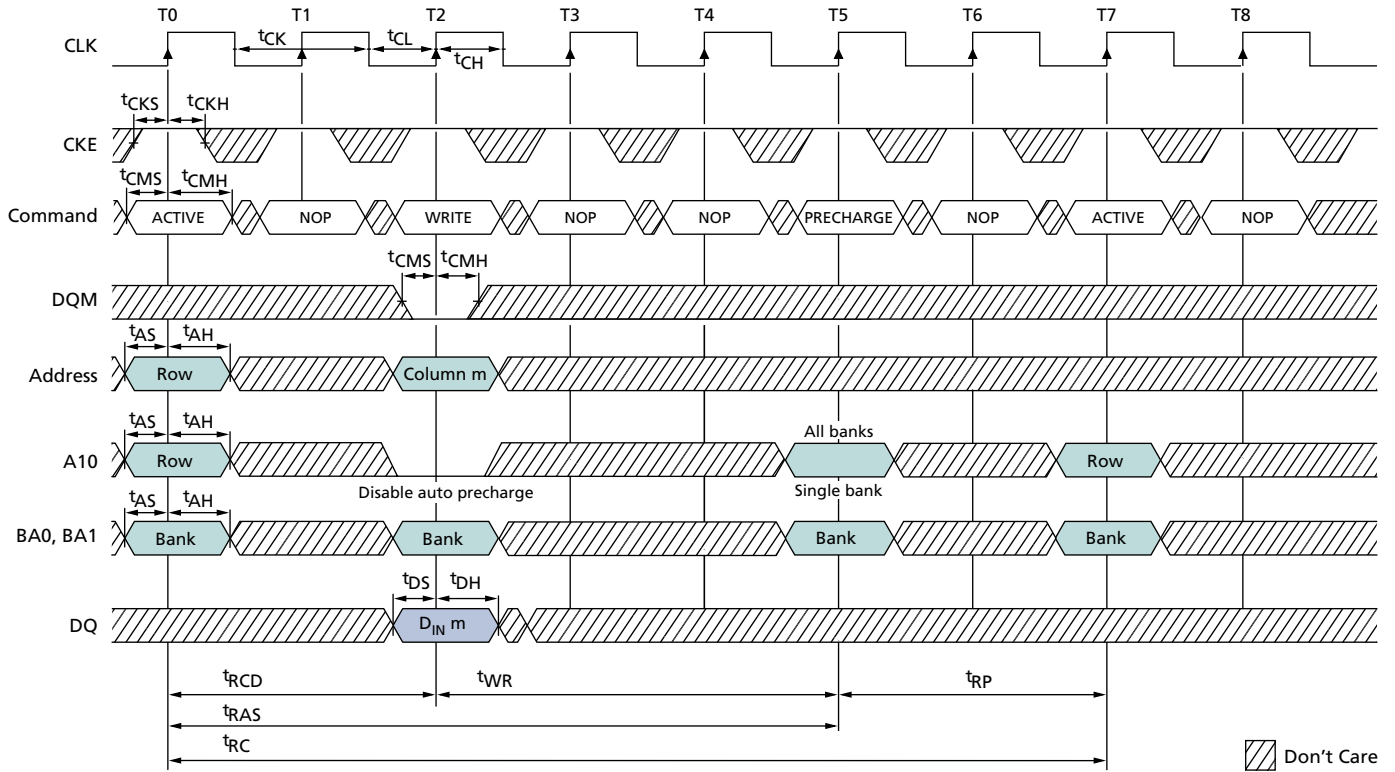 T0 T1 T2 T3 T4 T5 T6 T7 T8
CLK
tCK tCL
tCH
tCKS tCKH
CKE
tCMS tCMH
Command ACTIVE NOP WRITE NOP NOP PRECHARGE NOP ACTIVE NOP
tCMS tCMH
DQM
tAS tAH
Address Row Column m
tAS tAH
All banks
A10 Row Row
Disable auto precharge Single bank
tAS tAH
BA0, BA1 Bank Bank Bank Bank
tDS tDH
DQ DIN m
tRCD tWR tRP
tRAS
tRC
Don't Care